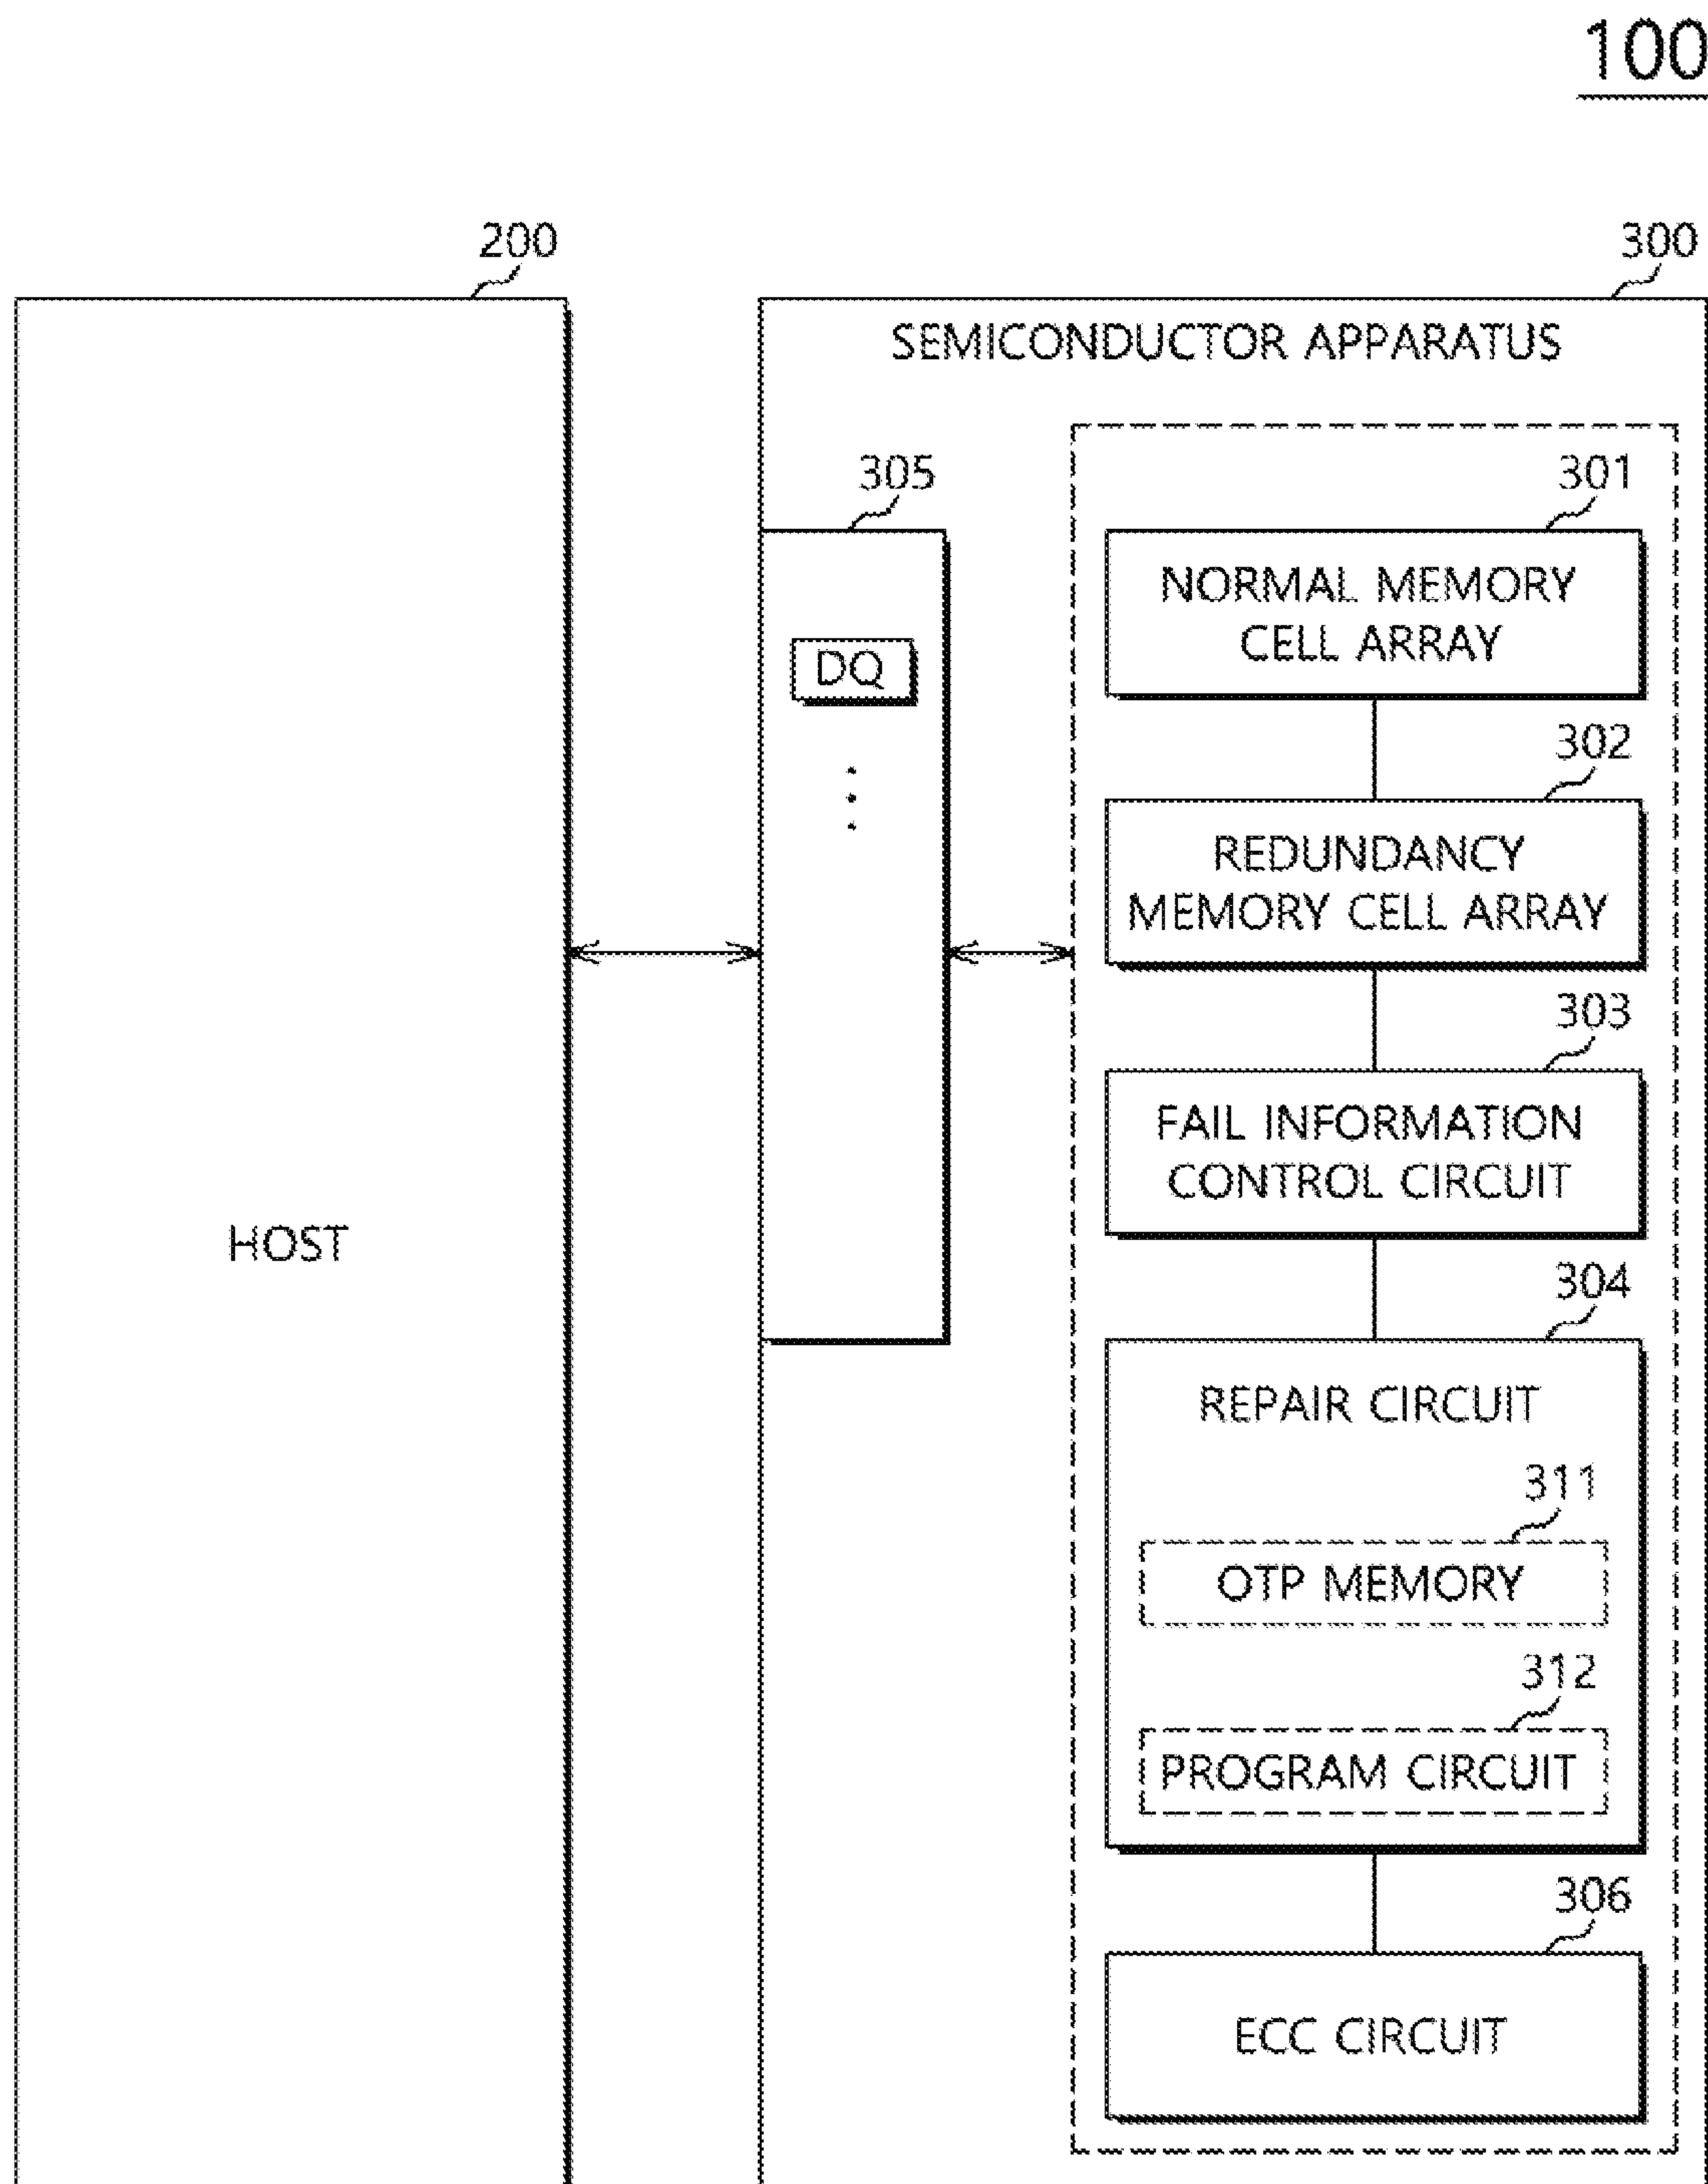 100
200
300
SEMICONDUCTOR APPARATUS
305
301
NORMAL MEMORY
CELL ARRAY
DQ
302
REDUNDANCY
MEMORY CELL ARRAY
303
FAIL INFORMATION
CONTROL CIRCUIT
HOST
304
REPAIR CIRCUIT
311
OTP MEMORY
312
PROGRAM CIRCUIT
306
ECC CIRCUIT